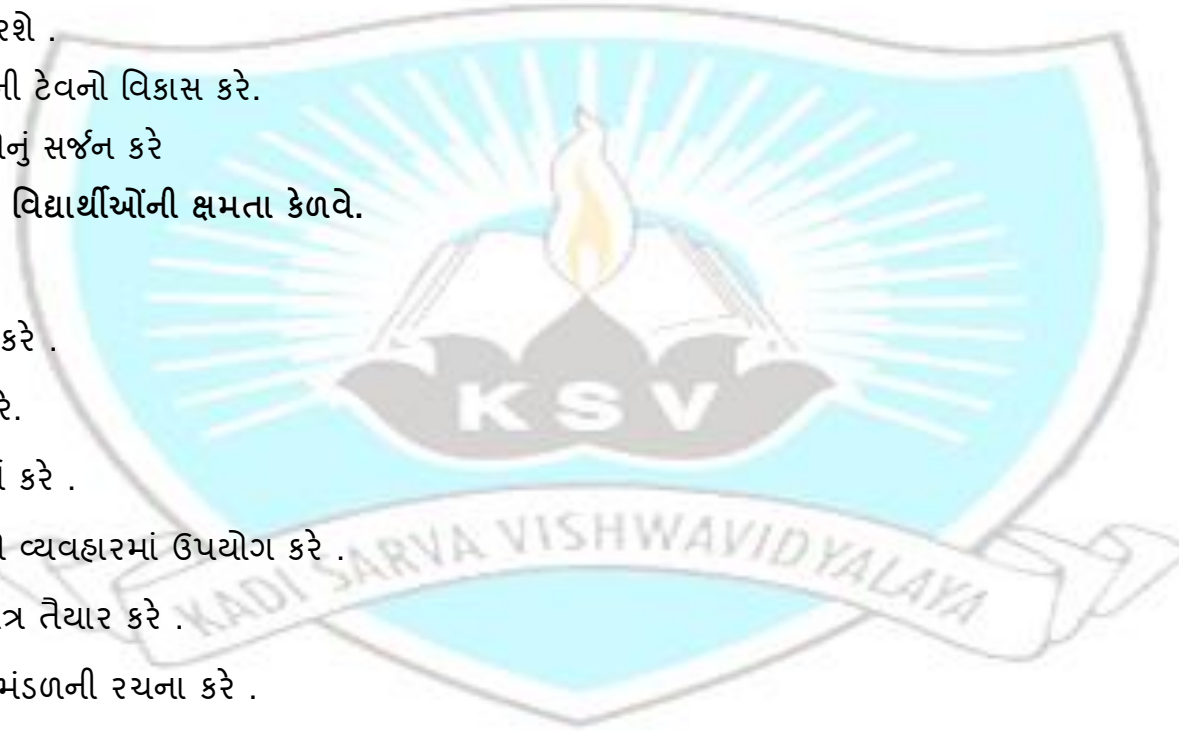 રશે .
ની ટેવનો વિકાસ કરે.
ીનું સર્જન કરે
વિદ્યાર્થીઓંની ક્ષમતા કેળવે.
કરે .
રે.
ર્ં કરે .
ી વ્યવહારમાં ઉપયોગ કરે .
ત્ર તૈયાર કરે .
મંડળની રચના કરે .
KSV
KADI SARVA VISHWAVIDYALAYA